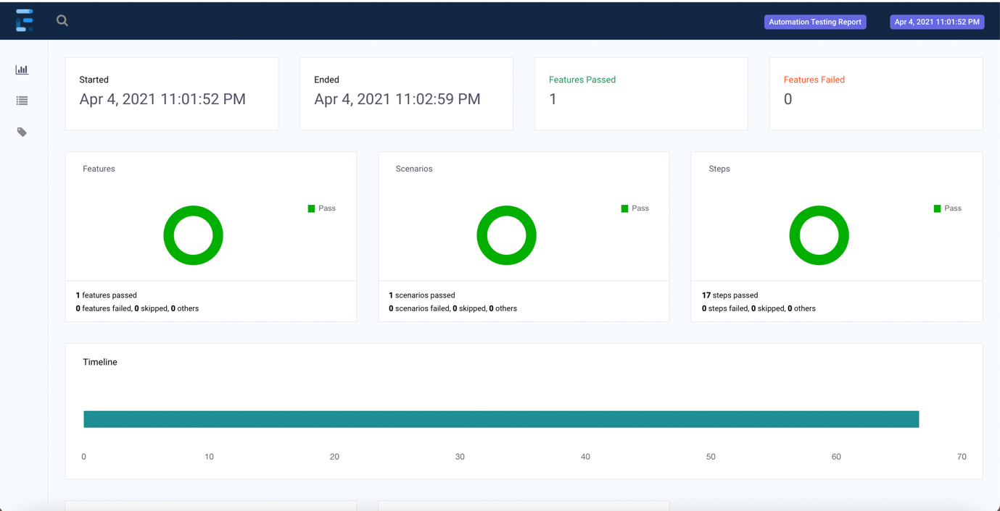 Automation Testing Report
Apr 4, 2021 11:01:52 PM
Started
Apr 4, 2021 11:01:52 PM
Ended
Apr 4, 2021 11:02:59 PM
Features Passed
1
Features Failed
0
Features
Pass
1 features passed
0 features failed, 0 skipped, 0 others
Scenarios
Pass
1 scenarios passed
0 scenarios failed, 0 skipped, 0 others
Steps
Pass
17 steps passed
0 steps failed, 0 skipped, 0 others
Timeline
0 10 20 30 40 50 60 70